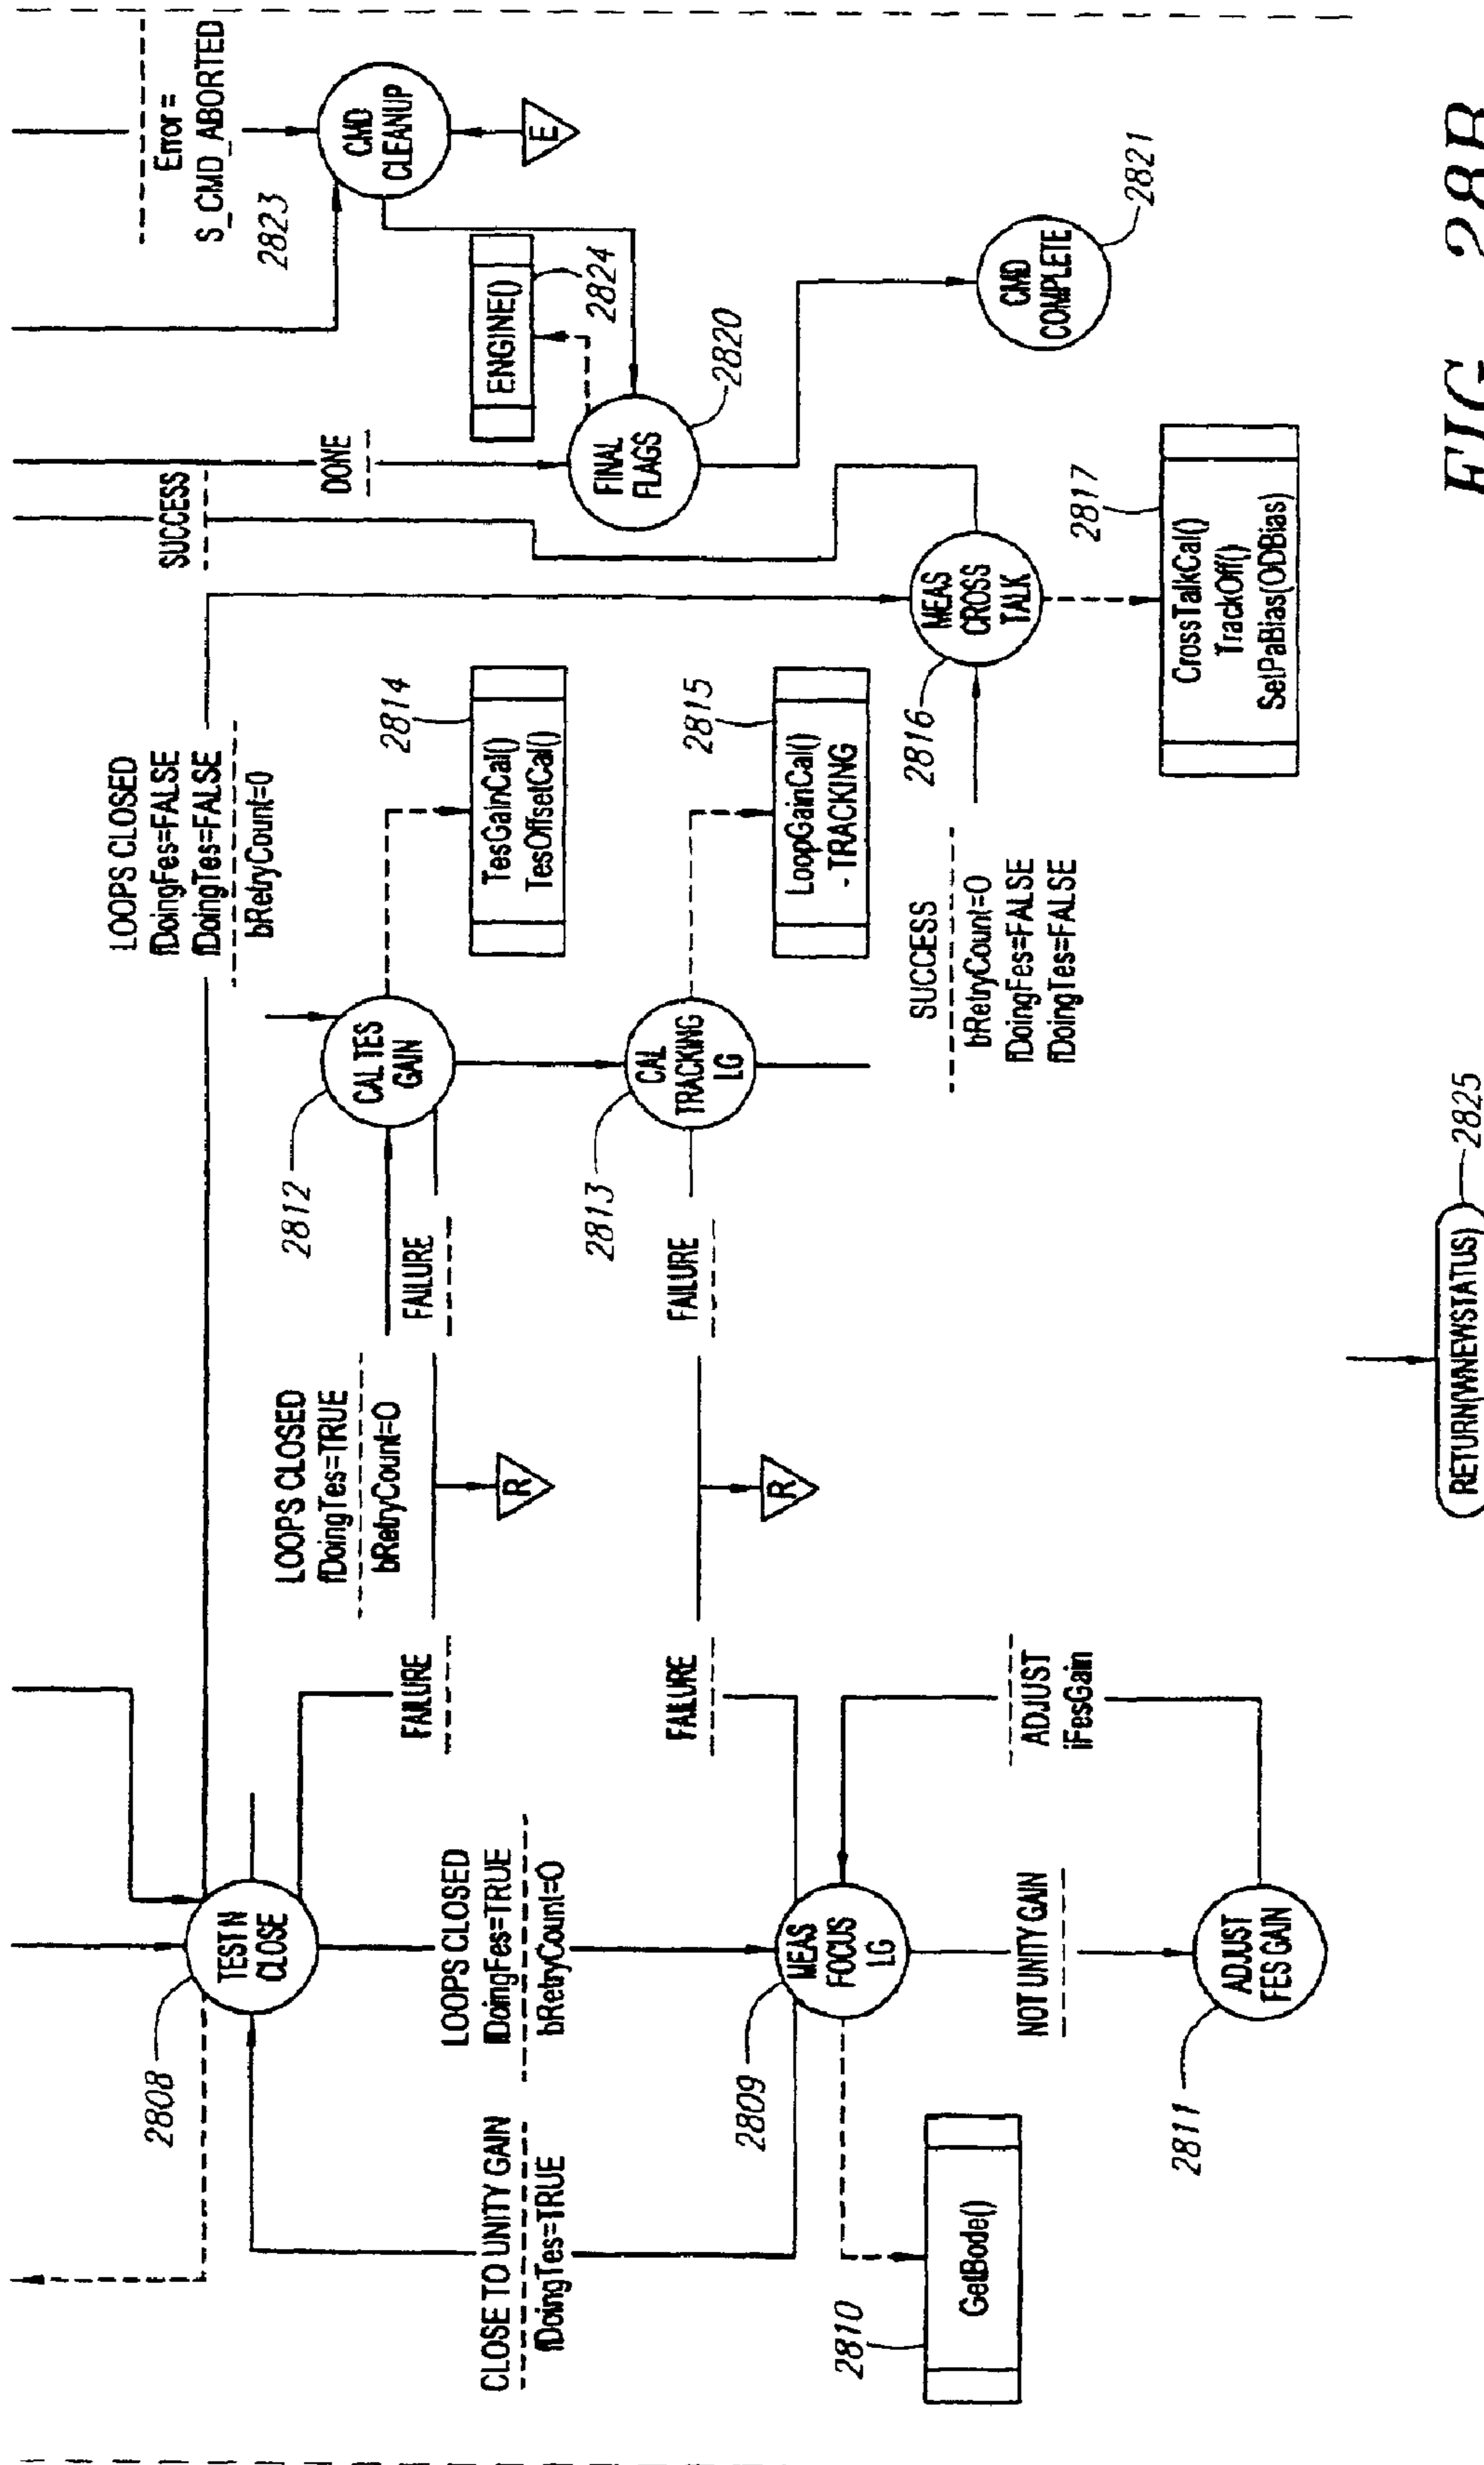 Error =
S_CMD_ABORTED
2823
CMD
CLEANUP
E
SUCCESS
DONE
ENGINE()
2824
FINAL
FLAGS
2820
CMD
COMPLETE
2821
LOOPS CLOSED
fDoingFes=FALSE
fDoingTes=FALSE
bRetryCount=0
2808
TEST N
CLOSE
LOOPS CLOSED
fDoingTes=TRUE
bRetryCount=0
2812
CAL TES
GAIN
2814
TesGainCal()
TesOffsetCal()
FAILURE
FAILURE
R
CLOSE TO UNITY GAIN
fDoingTes=TRUE
LOOPS CLOSED
fDoingFes=TRUE
bRetryCount=0
2813
CAL
TRACKING
LG
2815
LoopGainCal()
- TRACKING
FAILURE
FAILURE
R
2809
MEAS
FOCUS
LG
2810
GetBode()
SUCCESS
bRetryCount=0
fDoingFes=FALSE
fDoingTes=FALSE
2816
MEAS
CROSS
TALK
2817
CrossTalkCal()
TrackOff()
SetPaBias(ODBias)
NOT UNITY GAIN
ADJUST
iFesGain
2811
ADJUST
FES GAIN
RETURN(WNEWSTATUS)
2825
FIG. 28B